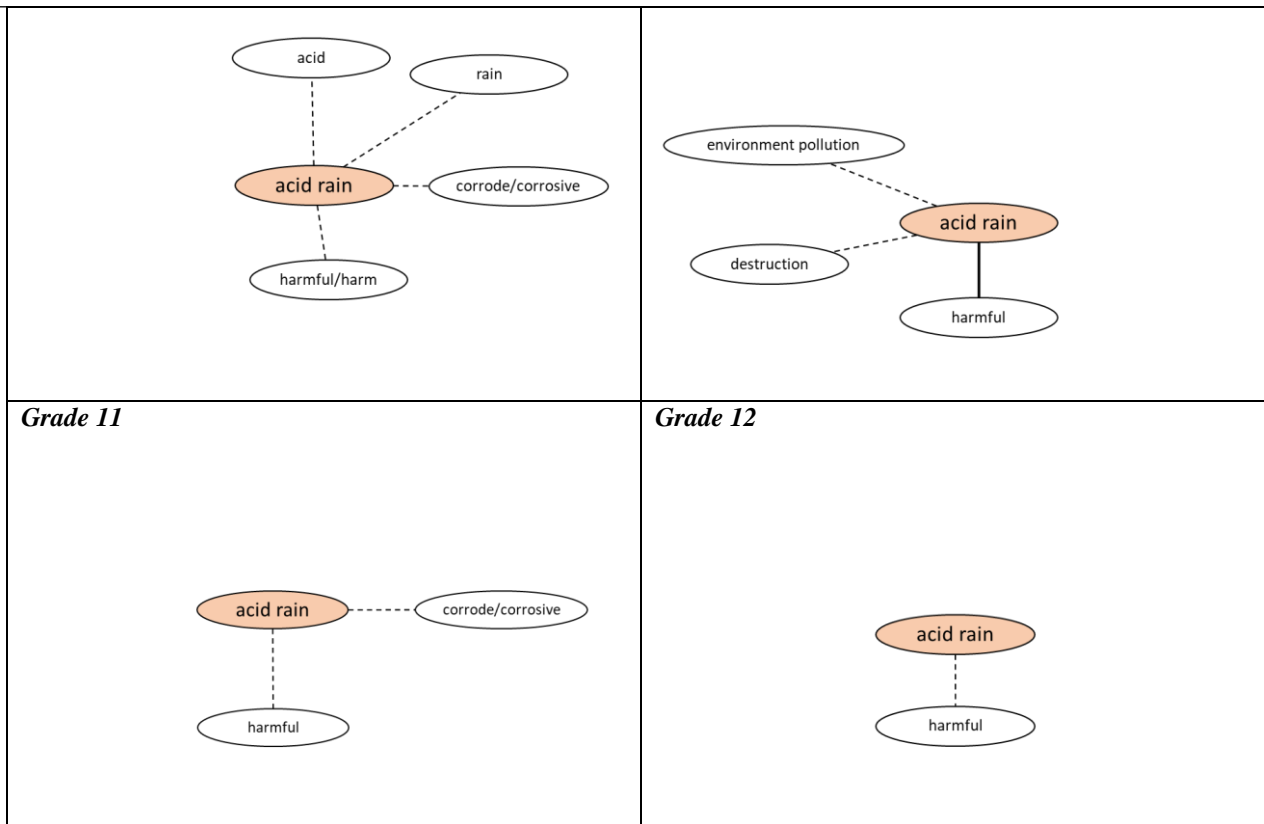 acid
rain
acid rain
corrode/corrosive
harmful/harm
environment pollution
acid rain
destruction
harmful
Grade 11
acid rain
corrode/corrosive
harmful
Grade 12
acid rain
harmful